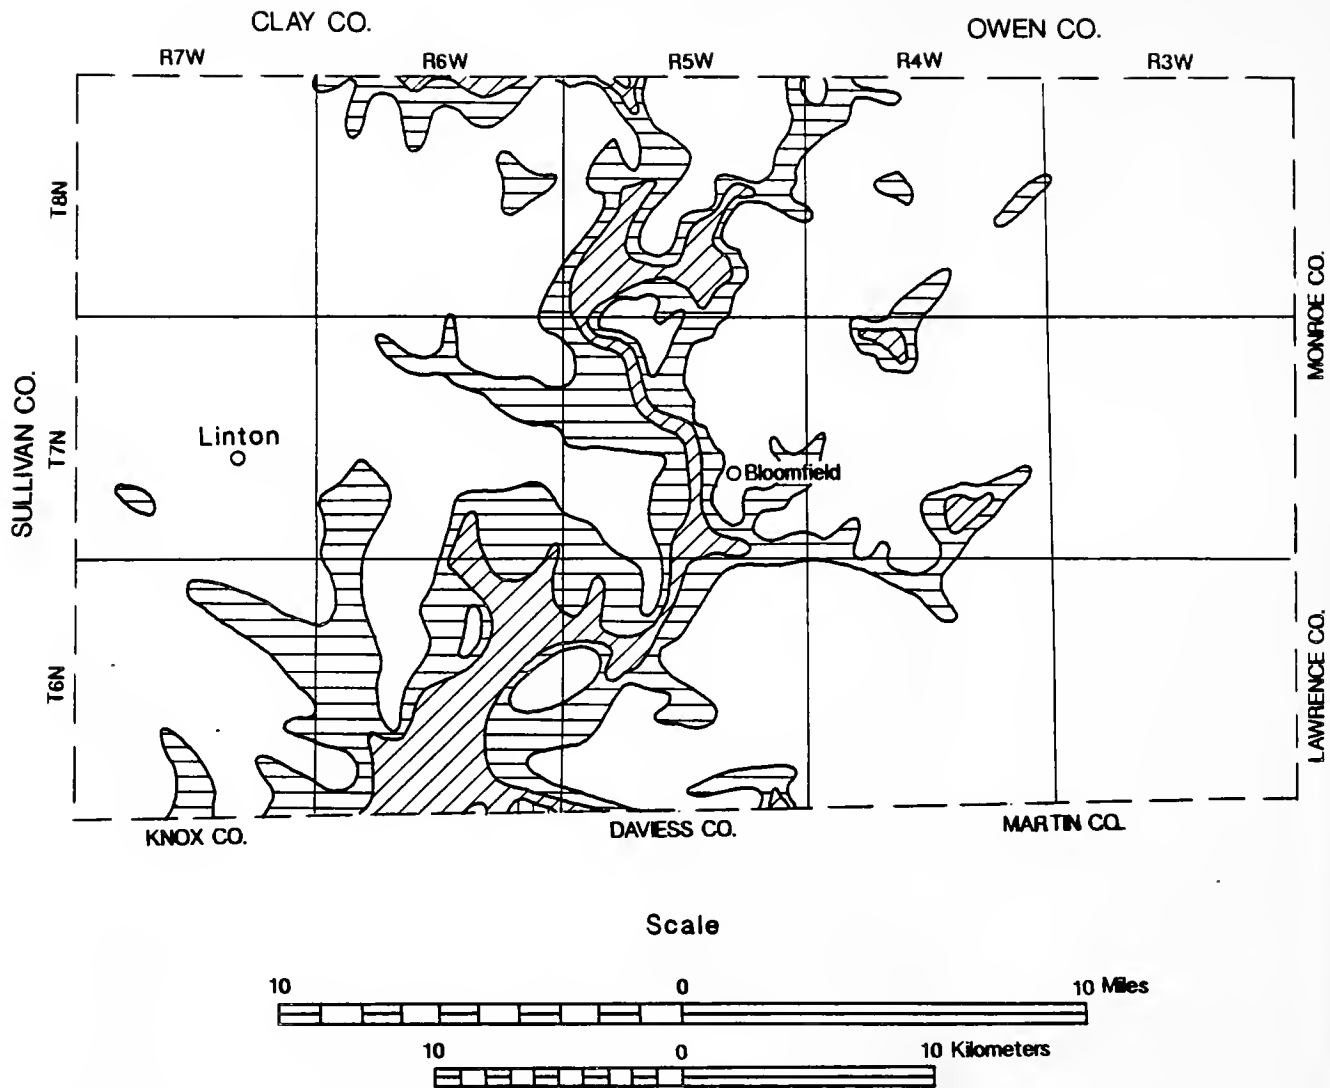 CLAY CO.
OWEN CO.
R7W R6W R5W R4W R3W
T8N
T7N
T6N
SULLIVAN CO.
MONROE CO.
LAWRENCE CO.
Linton
Bloomfield
KNOX CO.
DAVIESS CO.
MARTIN CO.
Scale
10 0 10 Miles
10 0 10 Kilometers